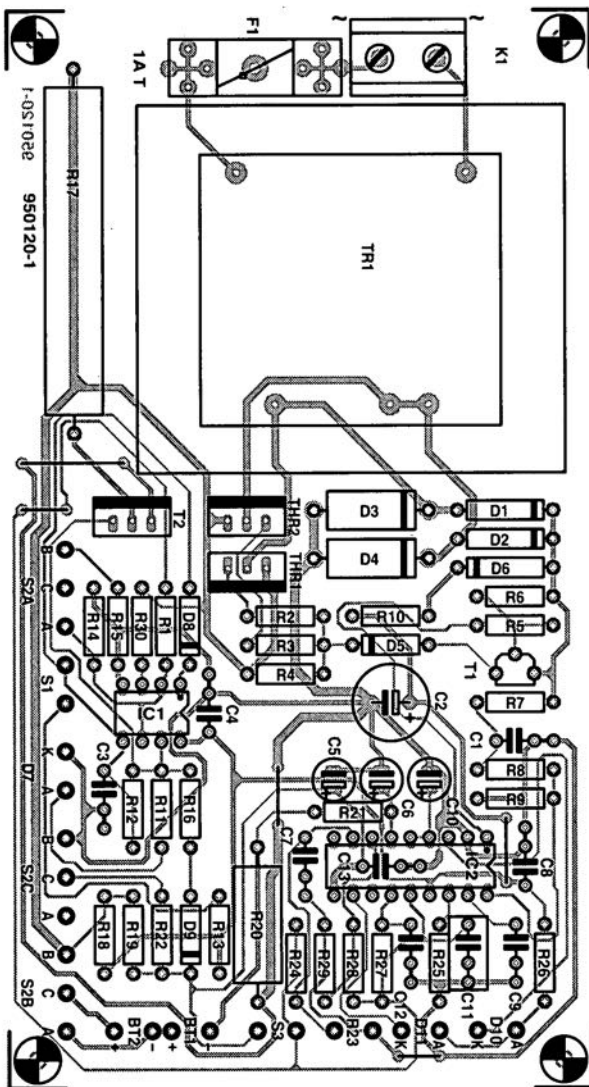 ~ ~
F1
K1
1A T
950120-1
R17
950120-1
TR1
T2
THR2
THR1
D3
D4
D1
D2
D6
R6
R5
R10
D5
T1
R2
R3
R4
R7
B
S2A
C
A
R14
R15
R30
R1
D8
S1
IC1
C4
C2
+
C1
K
D7
A
C3
R12
R11
R16
C5
C6
C10
R8
R9
R21
B
S2C
C
C7
C13
IC2
C8
A
R18
R19
R22
D9
R13
R20
R24
R29
R28
R27
R25
C11
C9
R26
B
S2B
C
A
+
BT2
-
+
BT1
-
S3
R23
K
C12
D11
A
K
D10
A